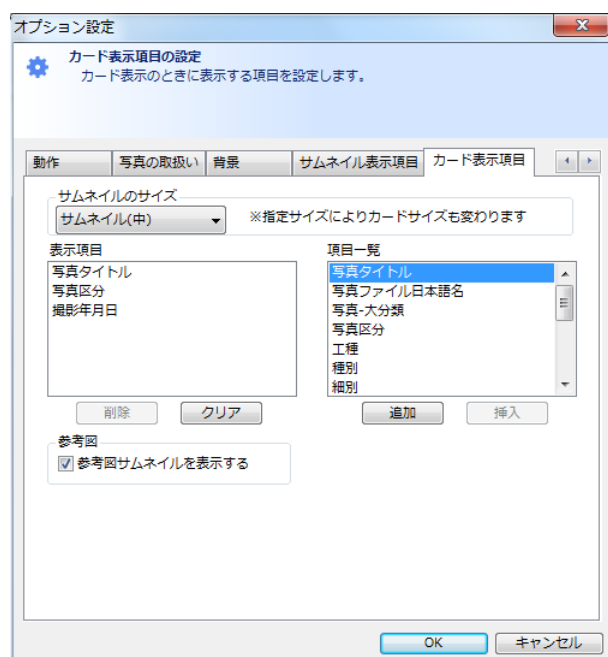 オプション設定
カード表示項目の設定
カード表示のときに表示する項目を設定します。
動作 写真の取扱い 背景 サムネイル表示項目 カード表示項目
サムネイルのサイズ
サムネイル(中) ※指定サイズによりカードサイズも変わります
表示項目
写真タイトル
写真区分
撮影年月日
項目一覧
写真タイトル
写真ファイル日本語名
写真-大分類
写真区分
工種
種別
細別
削除 クリア 追加 挿入
参考図
参考図サムネイルを表示する
OK キャンセル